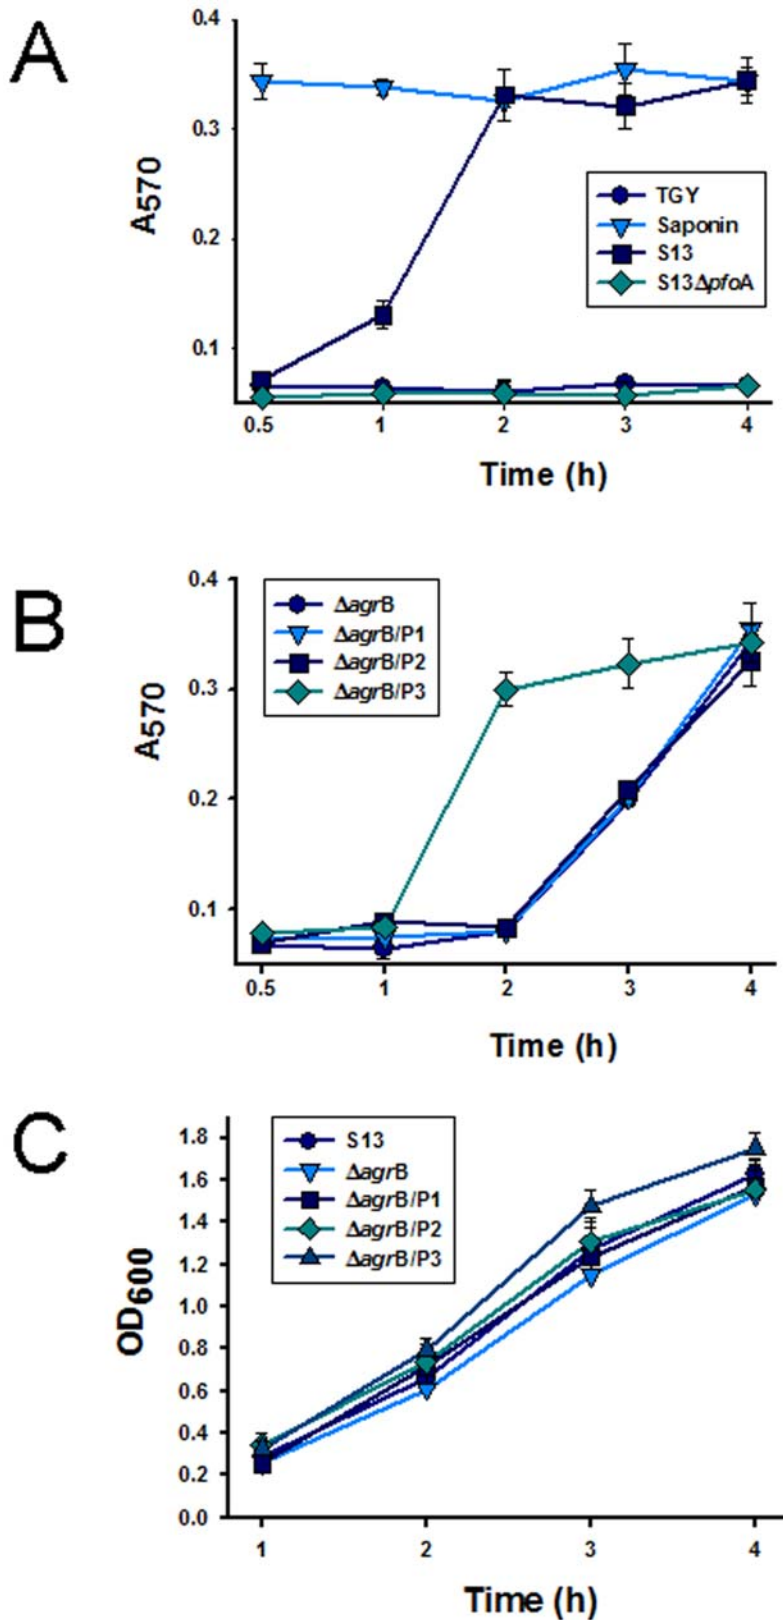 A
0.4
0.3
0.2
0.1
A570
TGY
Saponin
S13
S13ΔpfoA
0.5 1 2 3 4
Time (h)
B
0.4
0.3
0.2
0.1
A570
ΔagrB
ΔagrB/P1
ΔagrB/P2
ΔagrB/P3
0.5 1 2 3 4
Time (h)
C
1.8
1.6
1.4
1.2
1.0
0.8
0.6
0.4
0.2
0.0
OD600
S13
ΔagrB
ΔagrB/P1
ΔagrB/P2
ΔagrB/P3
1 2 3 4
Time (h)